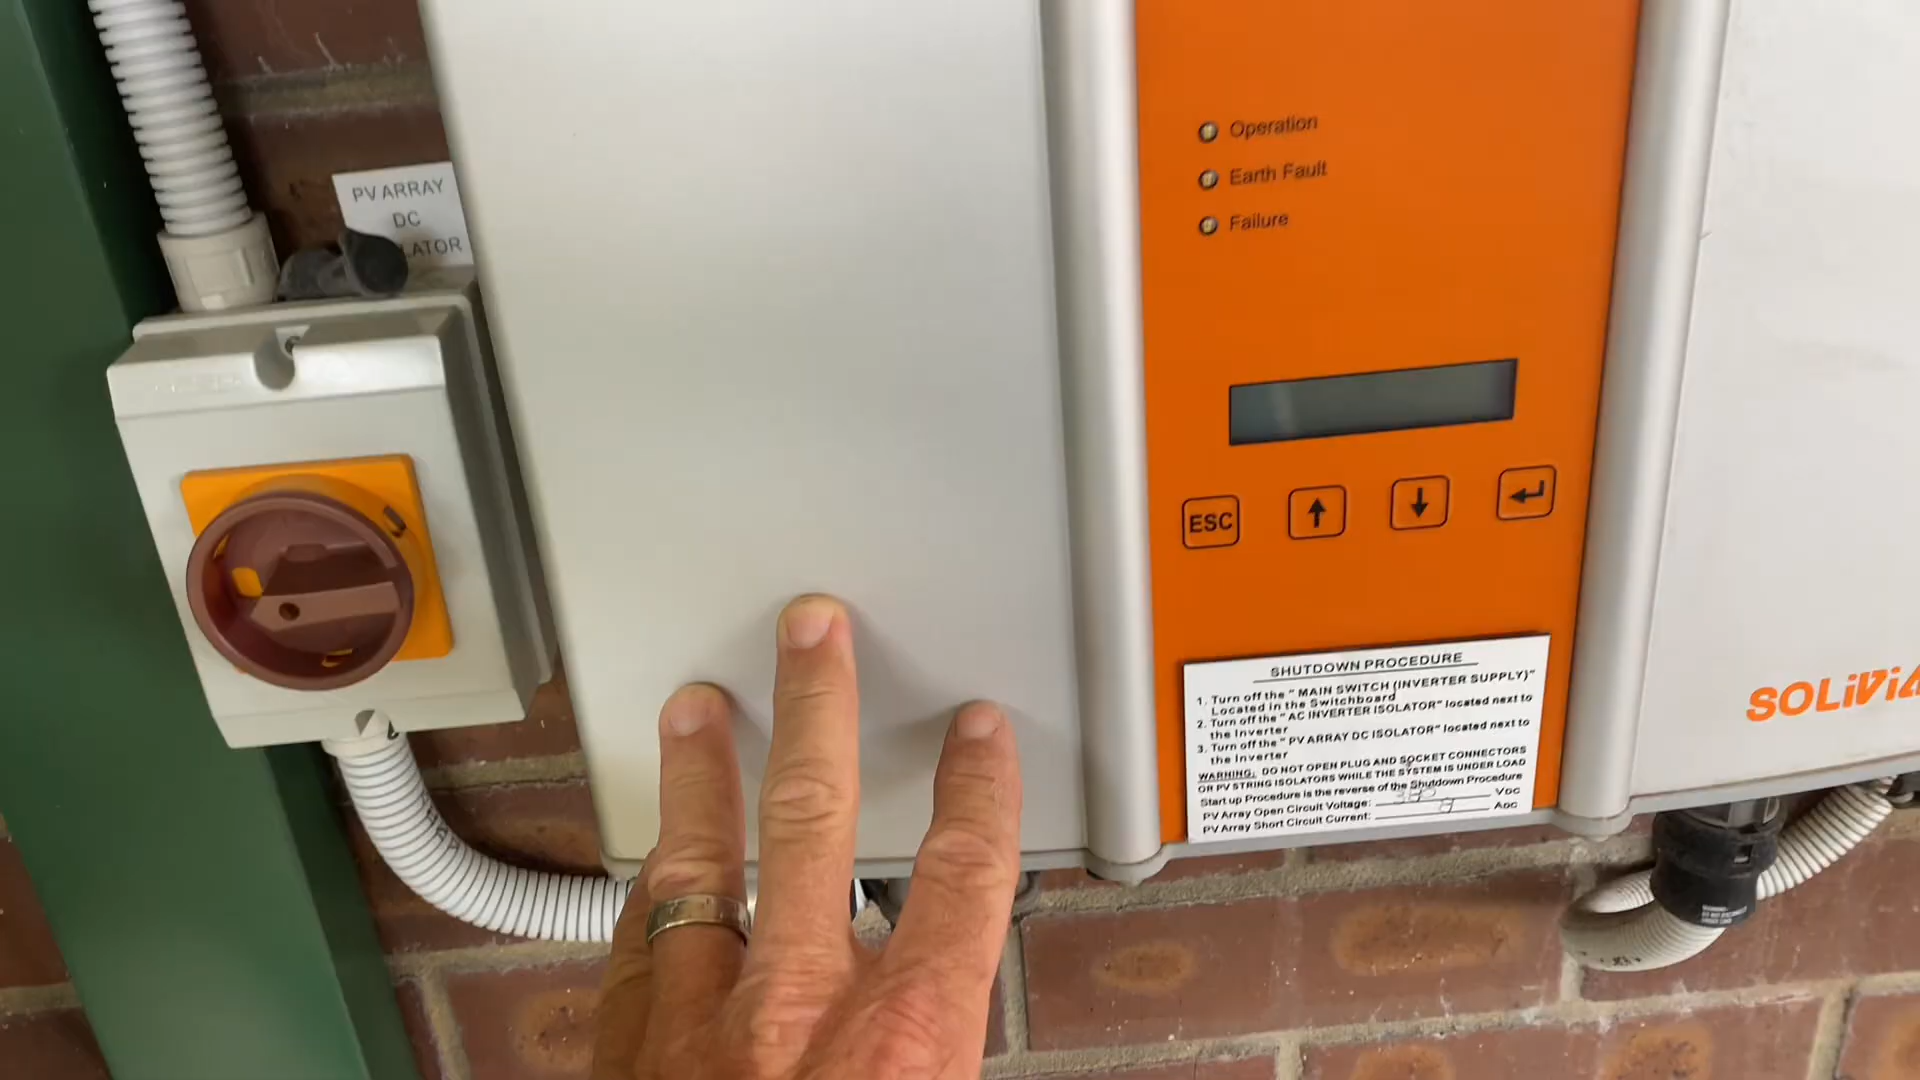 PV ARRAY
DC
LATOR
Operation
Earth Fault
Failure
ESC
SHUTDOWN PROCEDURE
1. Turn off the " MAIN SWITCH (INVERTER SUPPLY)"
Located in the Switchboard
2. Turn off the " AC INVERTER ISOLATOR" located next to
the Inverter
3. Turn off the " PV ARRAY DC ISOLATOR" located next to
the Inverter
WARNING: DO NOT OPEN PLUG AND SOCKET CONNECTORS
OR PV STRING ISOLATORS WHILE THE SYSTEM IS UNDER LOAD
Start up Procedure is the reverse of the Shutdown Procedure
PV Array Open Circuit Voltage: Vdc
PV Array Short Circuit Current: Adc
SOLiViA